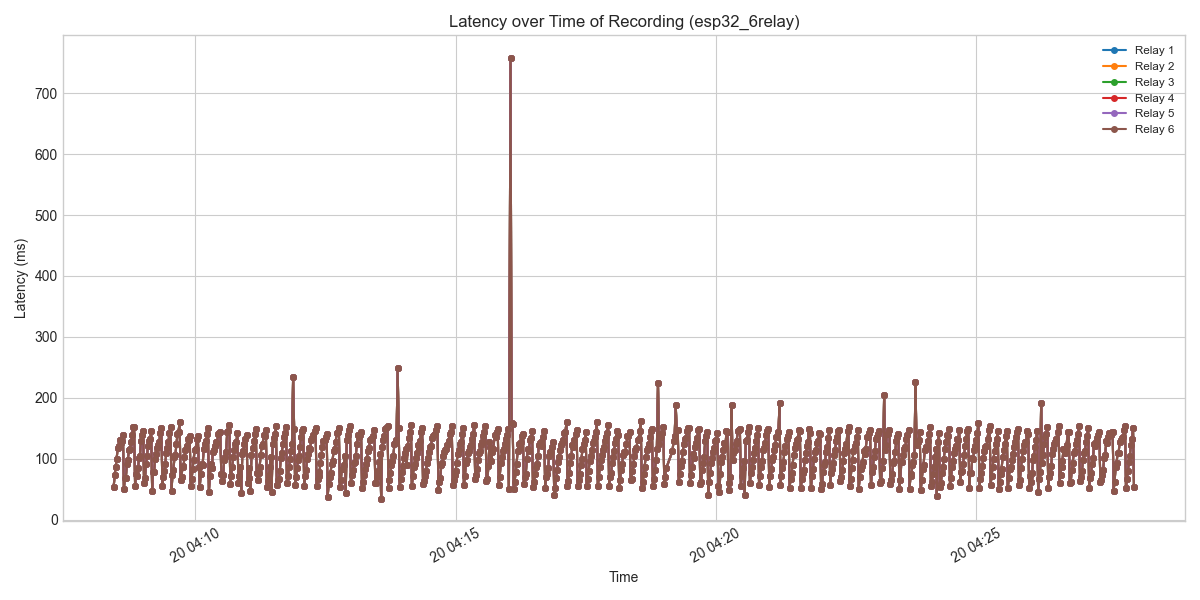 Latency over Time of Recording (esp32_6relay)
Relay 1
Relay 2
Relay 3
Relay 4
Relay 5
Relay 6
Latency (ms)
700
600
500
400
300
200
100
0
20 04:10
20 04:15
20 04:20
20 04:25
Time